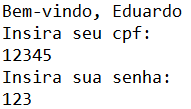 Bem-vindo, Eduardo
Insira seu cpf:
12345
Insira sua senha:
123